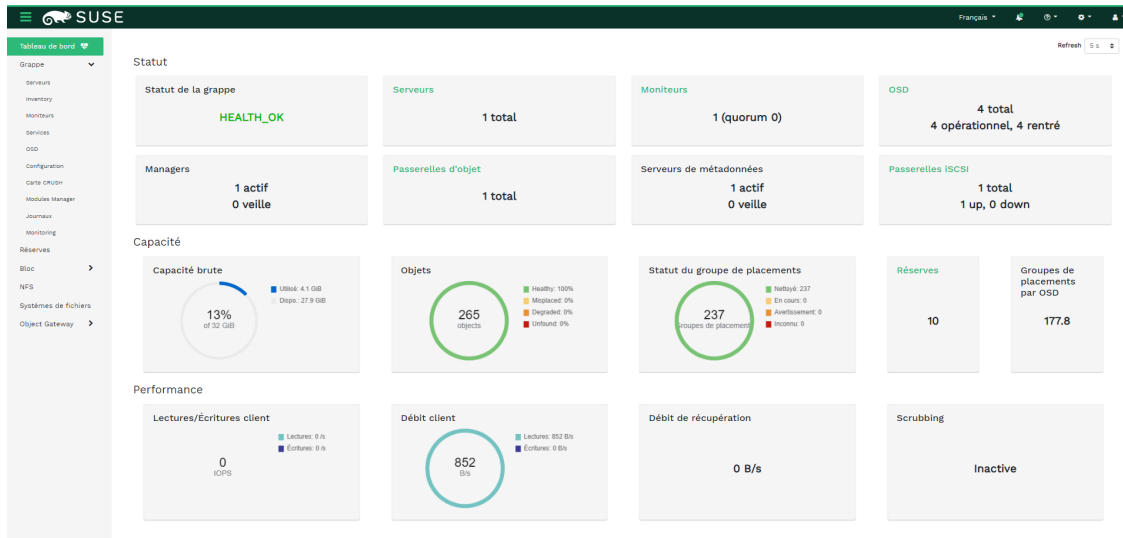 SUSE
Français
Tableau de bord
Refresh 5 s
Grappe
Serveurs
Inventory
Moniteurs
Services
OSD
Configuration
Carte CRUSH
Modules Manager
Journaux
Monitoring
Réserves
Bloc
NFS
Systèmes de fichiers
Object Gateway
Statut
Statut de la grappe
HEALTH_OK
Serveurs
1 total
Moniteurs
1 (quorum 0)
OSD
4 total
4 opérationnel, 4 rentré
Managers
1 actif
0 veille
Passerelles d'objet
1 total
Serveurs de métadonnées
1 actif
0 veille
Passerelles iSCSI
1 total
1 up, 0 down
Capacité
Capacité brute
13%
of 32 GiB
Utilisé: 4.1 GiB
Dispo.: 27.9 GiB
Objets
265
objects
Healthy: 100%
Misplaced: 0%
Degraded: 0%
Unfound: 0%
Statut du groupe de placements
237
Groupes de placement
Nettoyé: 237
En cours: 0
Avertissement: 0
Inconnu: 0
Réserves
10
Groupes de
placements
par OSD
177.8
Performance
Lectures/Écritures client
0
IOPS
Lectures: 0 /s
Écritures: 0 /s
Débit client
852
B/s
Lectures: 852 B/s
Écritures: 0 B/s
Débit de récupération
0 B/s
Scrubbing
Inactive